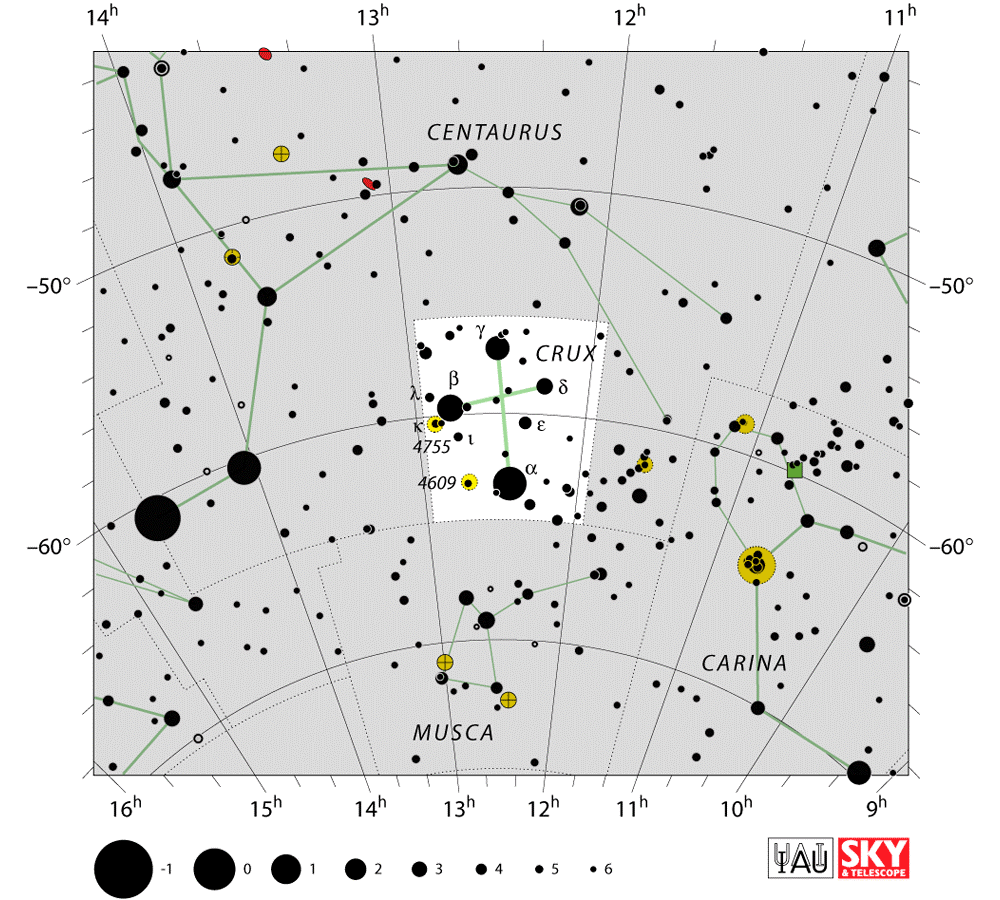 14ʰ 13ʰ 12ʰ 11ʰ
CENTAURUS
–50° –50°
γ CRUX
β δ
λ
κ ε
ι
4755
α
4609
–60° –60°
CARINA
MUSCA
16ʰ 15ʰ 14ʰ 13ʰ 12ʰ 11ʰ 10ʰ 9ʰ
-1 0 1 2 3 4 5 6
IAU
SKY
& TELESCOPE